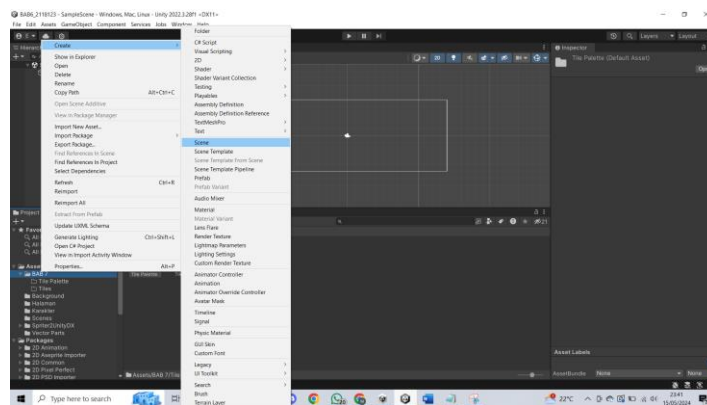 BAB6_2118123 - SampleScene - Windows, Mac, Linux - Unity 2022.3.28f1 <DX11>
File Edit Assets GameObject Component Services Jobs Window Help
Layers
Layout
Create
Show in Explorer
Open
Delete
Rename
Copy Path Alt+Ctrl+C
Open Scene Additive
View in Package Manager
Import New Asset...
Import Package
Export Package...
Find References In Scene
Find References In Project
Select Dependencies
Refresh Ctrl+R
Reimport
Reimport All
Extract From Prefab
Update UXML Schema
Generate Lighting Ctrl+Shift+L
Open C# Project
View in Import Activity Window
Properties... Alt+P
Folder
C# Script
Visual Scripting
2D
Shader
Shader Variant Collection
Testing
Playables
Assembly Definition
Assembly Definition Reference
TextMeshPro
Text
Scene
Scene Template
Scene Template From Scene
Scene Template Pipeline
Prefab
Prefab Variant
Audio Mixer
Material
Material Variant
Lens Flare
Render Texture
Lightmap Parameters
Lighting Settings
Custom Render Texture
Animator Controller
Animation
Animator Override Controller
Avatar Mask
Timeline
Signal
Physic Material
GUI Skin
Custom Font
Legacy
UI Toolkit
Search
Brush
Terrain Layer
2D
Inspector
Tile Palette (Default Asset)
Project
21
BAB 7
Tile Palette
Tiles
Background
Halaman
Karakter
Scenes
Spriter2UnityDX
Vector Parts
Packages
2D Animation
2D Aseprite Importer
2D Common
2D Pixel Perfect
2D PSD Importer
Tile Palette
Assets/BAB 7/Tile
Asset Labels
AssetBundle None None
Type here to search
22°C
23:41
15/05/2024